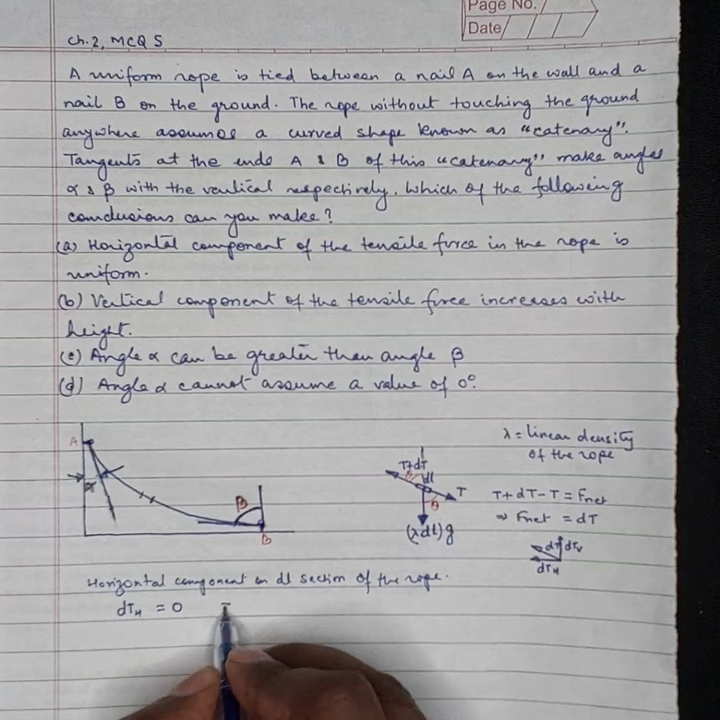 Page No.
Date
Ch.2, MCQ 5
A uniform rope is tied between a nail A on the wall and a
nail B on the ground. The rope without touching the ground
anywhere assumes a curved shape known as "catenary".
Tangents at the ends A & B of this "catenary" make angles
α & β with the vertical respectively. Which of the following
conclusions can you make?
(a) Horizontal component of the tensile force in the rope is
uniform.
(b) Vertical component of the tensile force increases with
height.
(c) Angle α can be greater than angle β
(d) Angle α cannot assume a value of 0°.
A
α
β
B
T+dT
θ
dl
T
θ
(λdl)g
λ = linear density
of the rope
T+dT-T = Fnet
⇒ Fnet = dT
dT
dTv
dTH
Horizontal component on dl section of the rope.
dTH = 0